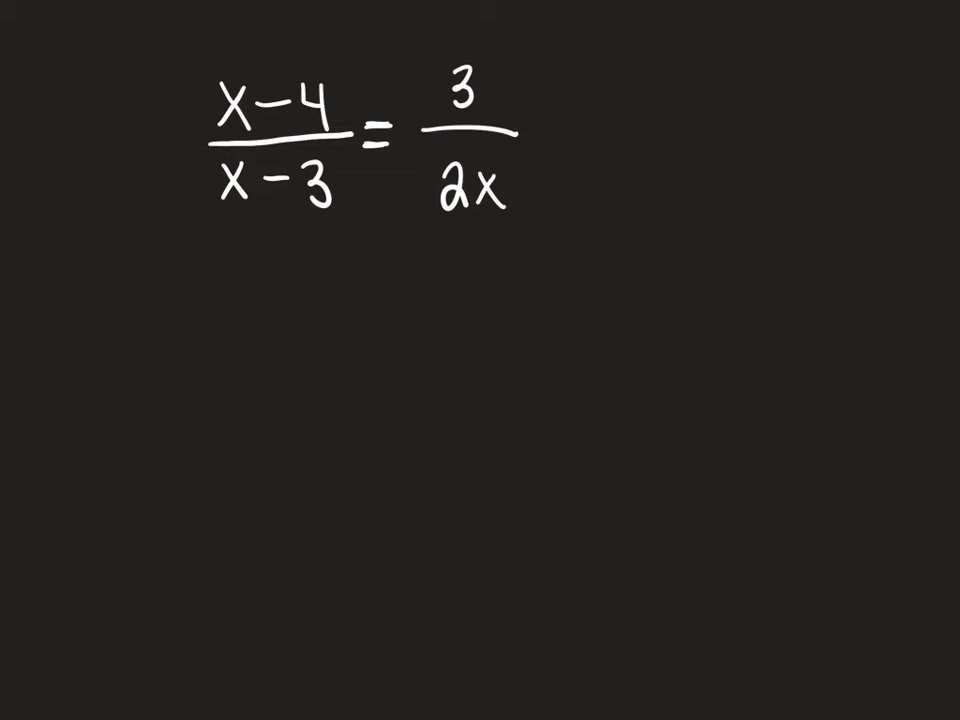 x-4/x-3 = 3/2x